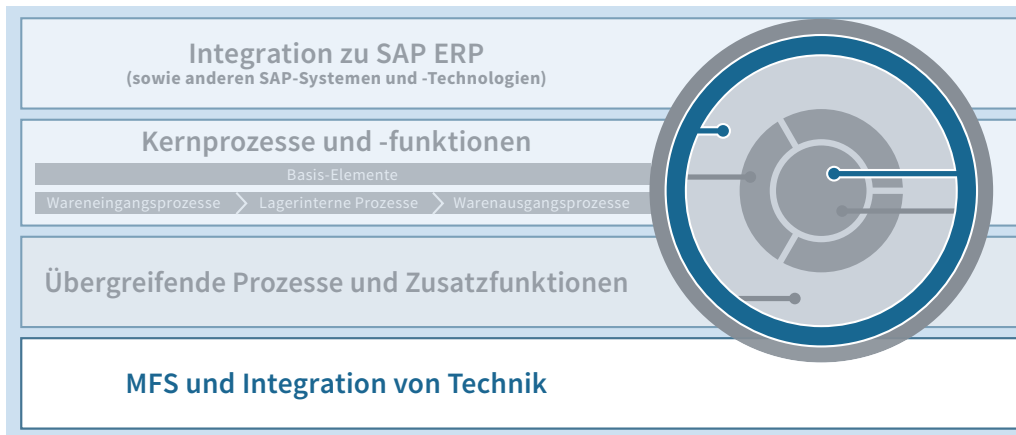 Integration zu SAP ERP
(sowie anderen SAP-Systemen und -Technologien)
Kernprozesse und -funktionen
Basis-Elemente
Wareneingangsprozesse
Lagerinterne Prozesse
Warenausgangsprozesse
Übergreifende Prozesse und Zusatzfunktionen
MFS und Integration von Technik